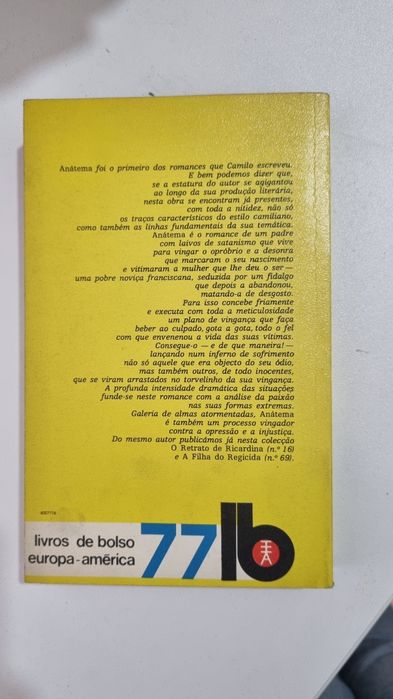 Anátema foi o primeiro dos romances que Camilo escreveu.
E bem podemos dizer que,
se a estatura do autor se agigantou
ao longo da sua produção literária,
nesta obra se encontram já presentes,
com toda a nitidez, não só
os traços característicos do estilo camiliano,
como também as linhas fundamentais da sua temática.
Anátema é o romance de um padre
com laivos de satanismo que vive
para vingar o opróbrio e a desonra
que marcaram o seu nascimento
e vitimaram a mulher que lhe deu o ser —
uma pobre noviça franciscana, seduzida por um fidalgo
que depois a abandonou,
matando-a de desgosto.
Para isso concebe friamente
e executa com toda a meticulosidade
um plano de vingança que faça
beber ao culpado, gota a gota, todo o fel
com que envenenou a vida das suas vítimas.
Consegue-o — e de que maneira! —
lançando num inferno de sofrimento
não só aquele que era objecto do seu ódio,
mas também outros, de todo inocentes,
que se viram arrastados no torvelinho da sua vingança.
A profunda intensidade dramática das situações
funde-se neste romance com a análise da paixão
nas suas formas extremas.
Galeria de almas atormentadas, Anátema
é também um processo vingador
contra a opressão e a injustiça.
Do mesmo autor publicámos já nesta colecção
O Retrato de Ricardina (n.º 16)
e A Filha do Regicida (n.º 69).
livros de bolso
europa-américa
77
lb